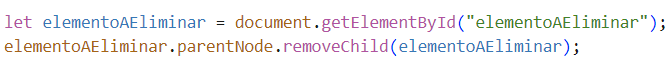 let elementoAEliminar = document.getElementById("elementoAEliminar");
elementoAEliminar.parentNode.removeChild(elementoAEliminar);